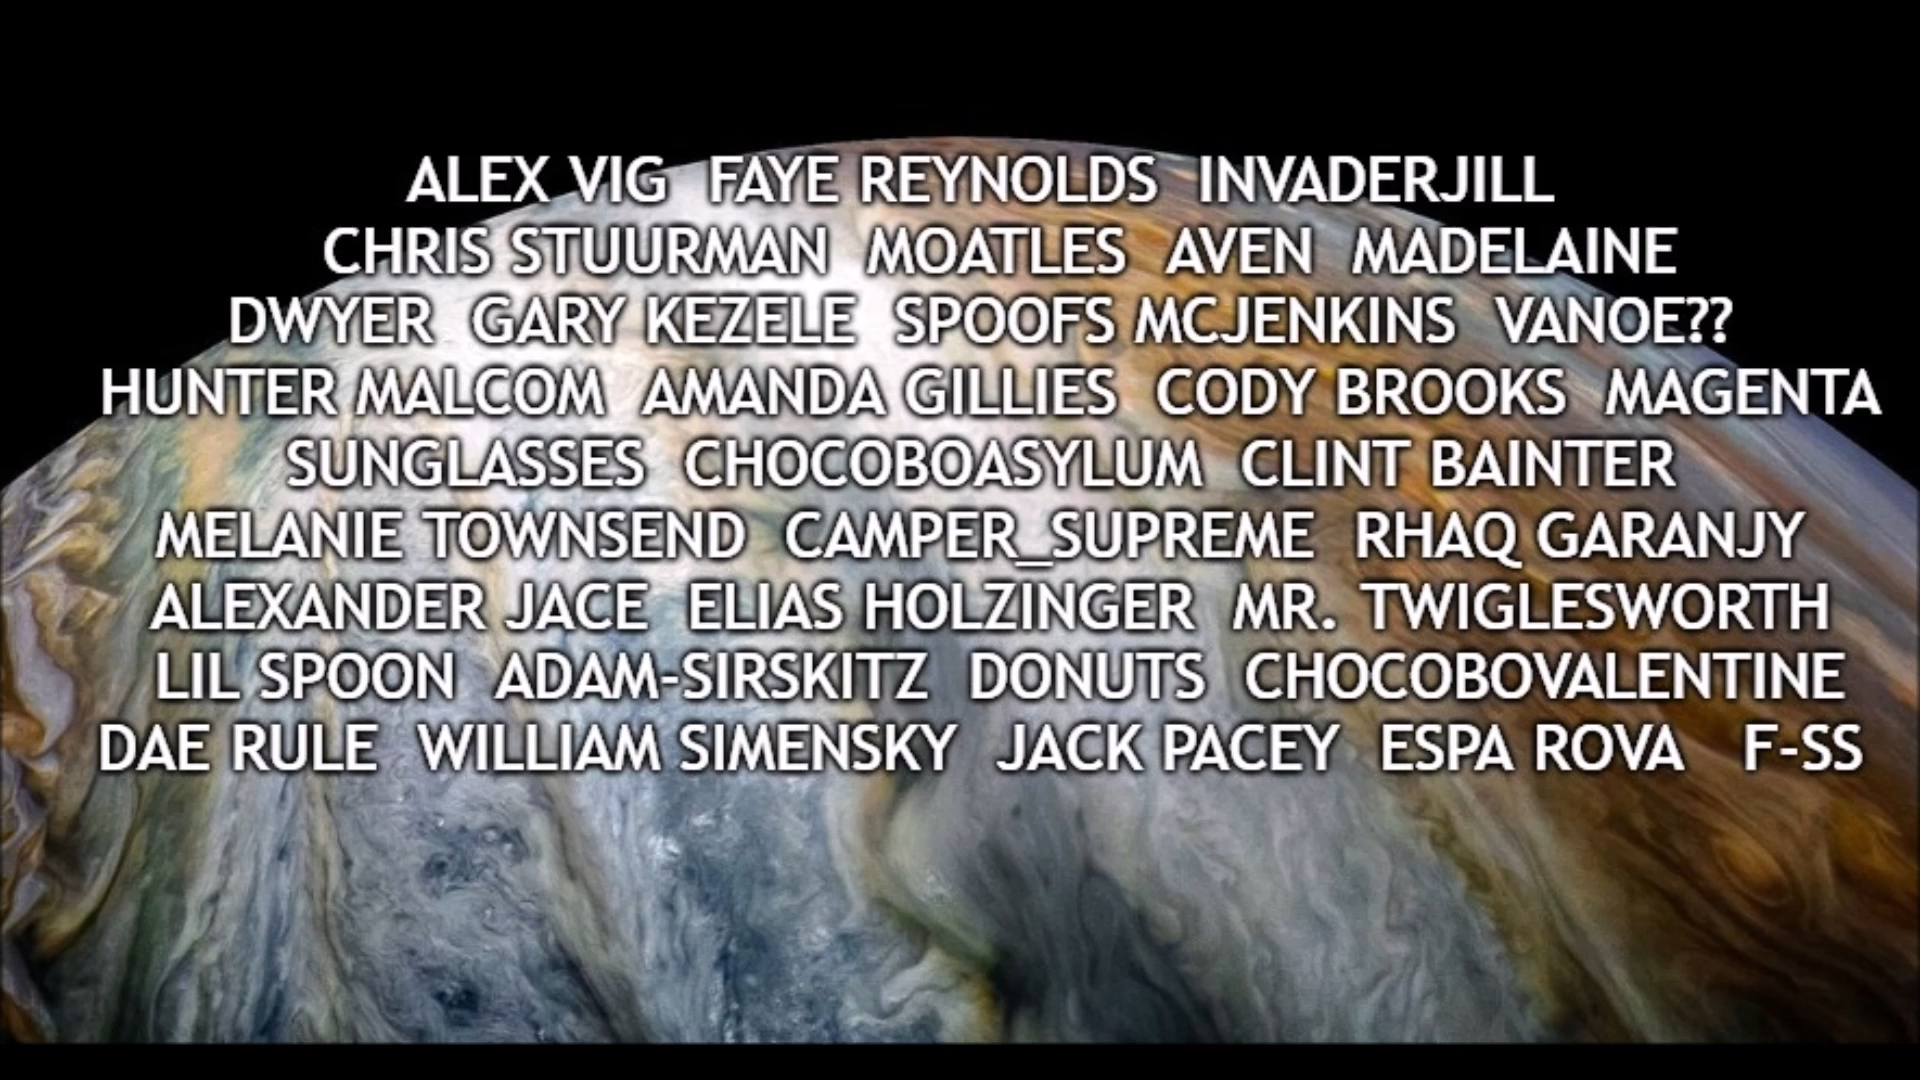 ALEX VIG FAYE REYNOLDS INVADERJILL
CHRIS STUURMAN MOATLES AVEN MADELAINE
DWYER GARY KEZELE SPOOFS MCJENKINS VANOE??
HUNTER MALCOM AMANDA GILLIES CODY BROOKS MAGENTA
SUNGLASSES CHOCOBOASYLUM CLINT BAINTER
MELANIE TOWNSEND CAMPER_SUPREME RHAQ GARANJY
ALEXANDER JACE ELIAS HOLZINGER MR. TWIGLESWORTH
LIL SPOON ADAM-SIRSKITZ DONUTS CHOCOBOVALENTINE
DAE RULE WILLIAM SIMENSKY JACK PACEY ESPA ROVA F-SS